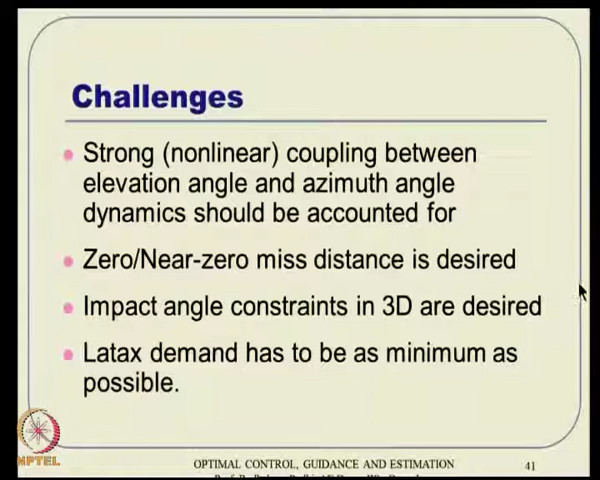 Challenges
Strong (nonlinear) coupling between
elevation angle and azimuth angle
dynamics should be accounted for
Zero/Near-zero miss distance is desired
Impact angle constraints in 3D are desired
Latax demand has to be as minimum as
possible.
NPTEL
OPTIMAL CONTROL, GUIDANCE AND ESTIMATION
41